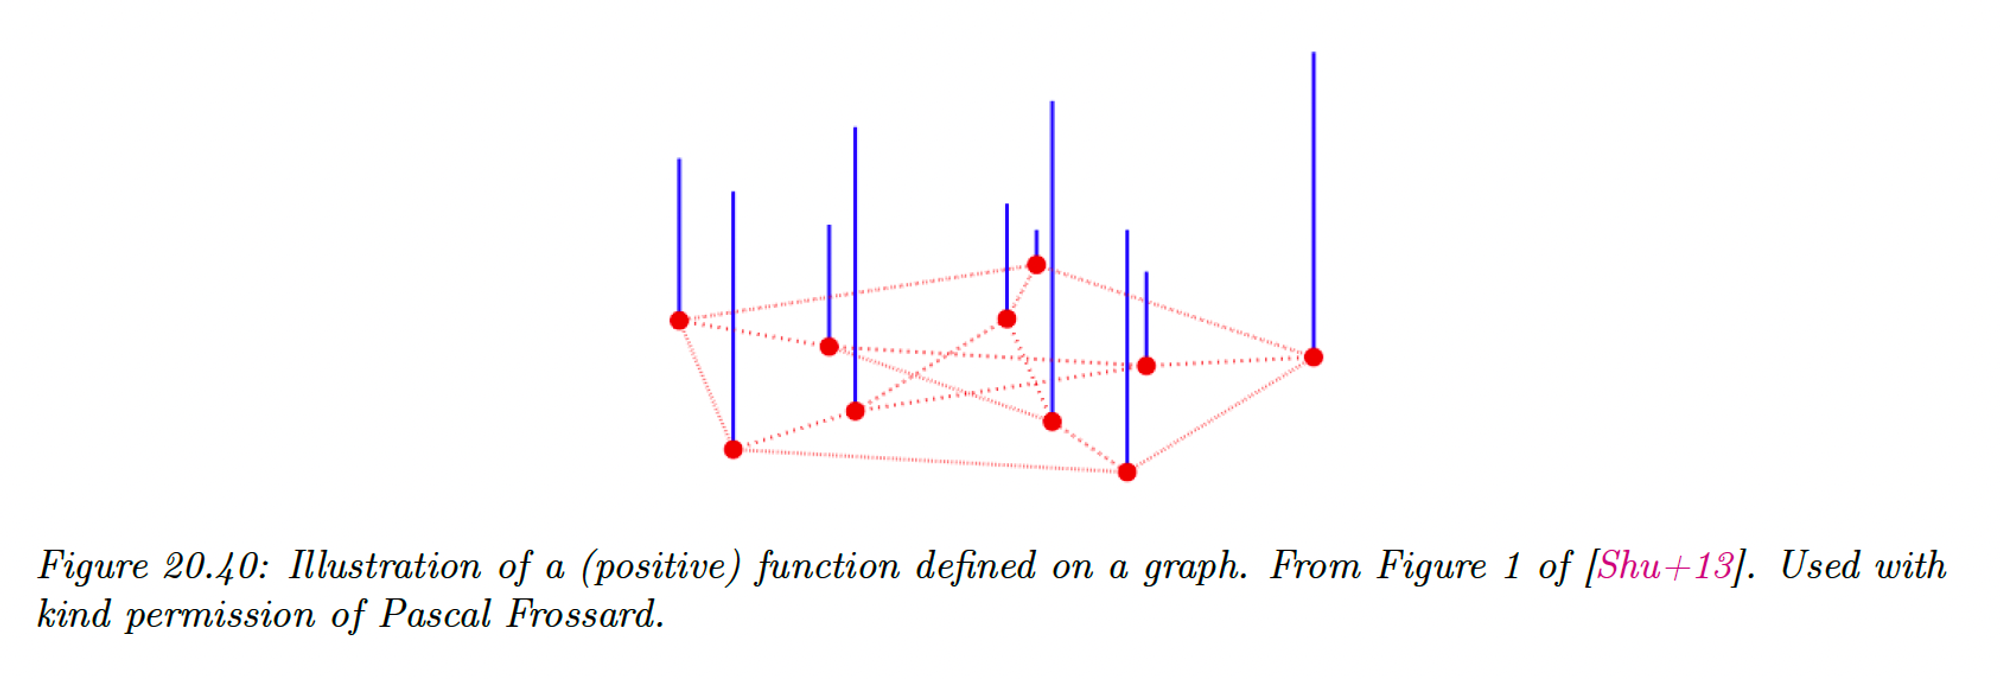 Figure 20.40: Illustration of a (positive) function defined on a graph. From Figure 1 of [Shu+13]. Used with
kind permission of Pascal Frossard.